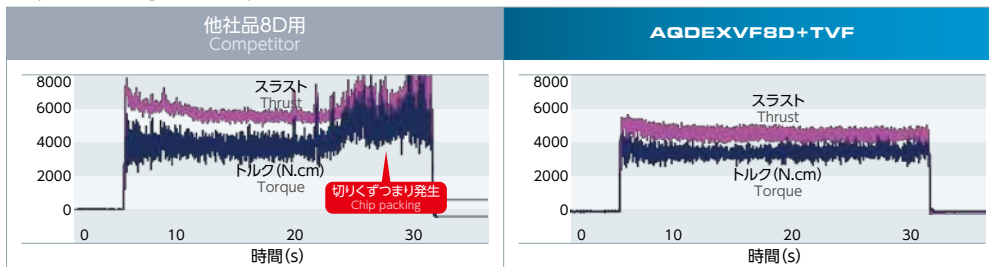 他社品8D用
Competitor
AQDEXVF8D+TVF
8000
6000
4000
2000
0
スラスト
Thrust
トルク(N.cm)
Torque
切りくずつまり発生
Chip packing
0 10 20 30
時間(s)
8000
6000
4000
2000
0
スラスト
Thrust
トルク(N.cm)
Torque
0 10 20 30
時間(s)